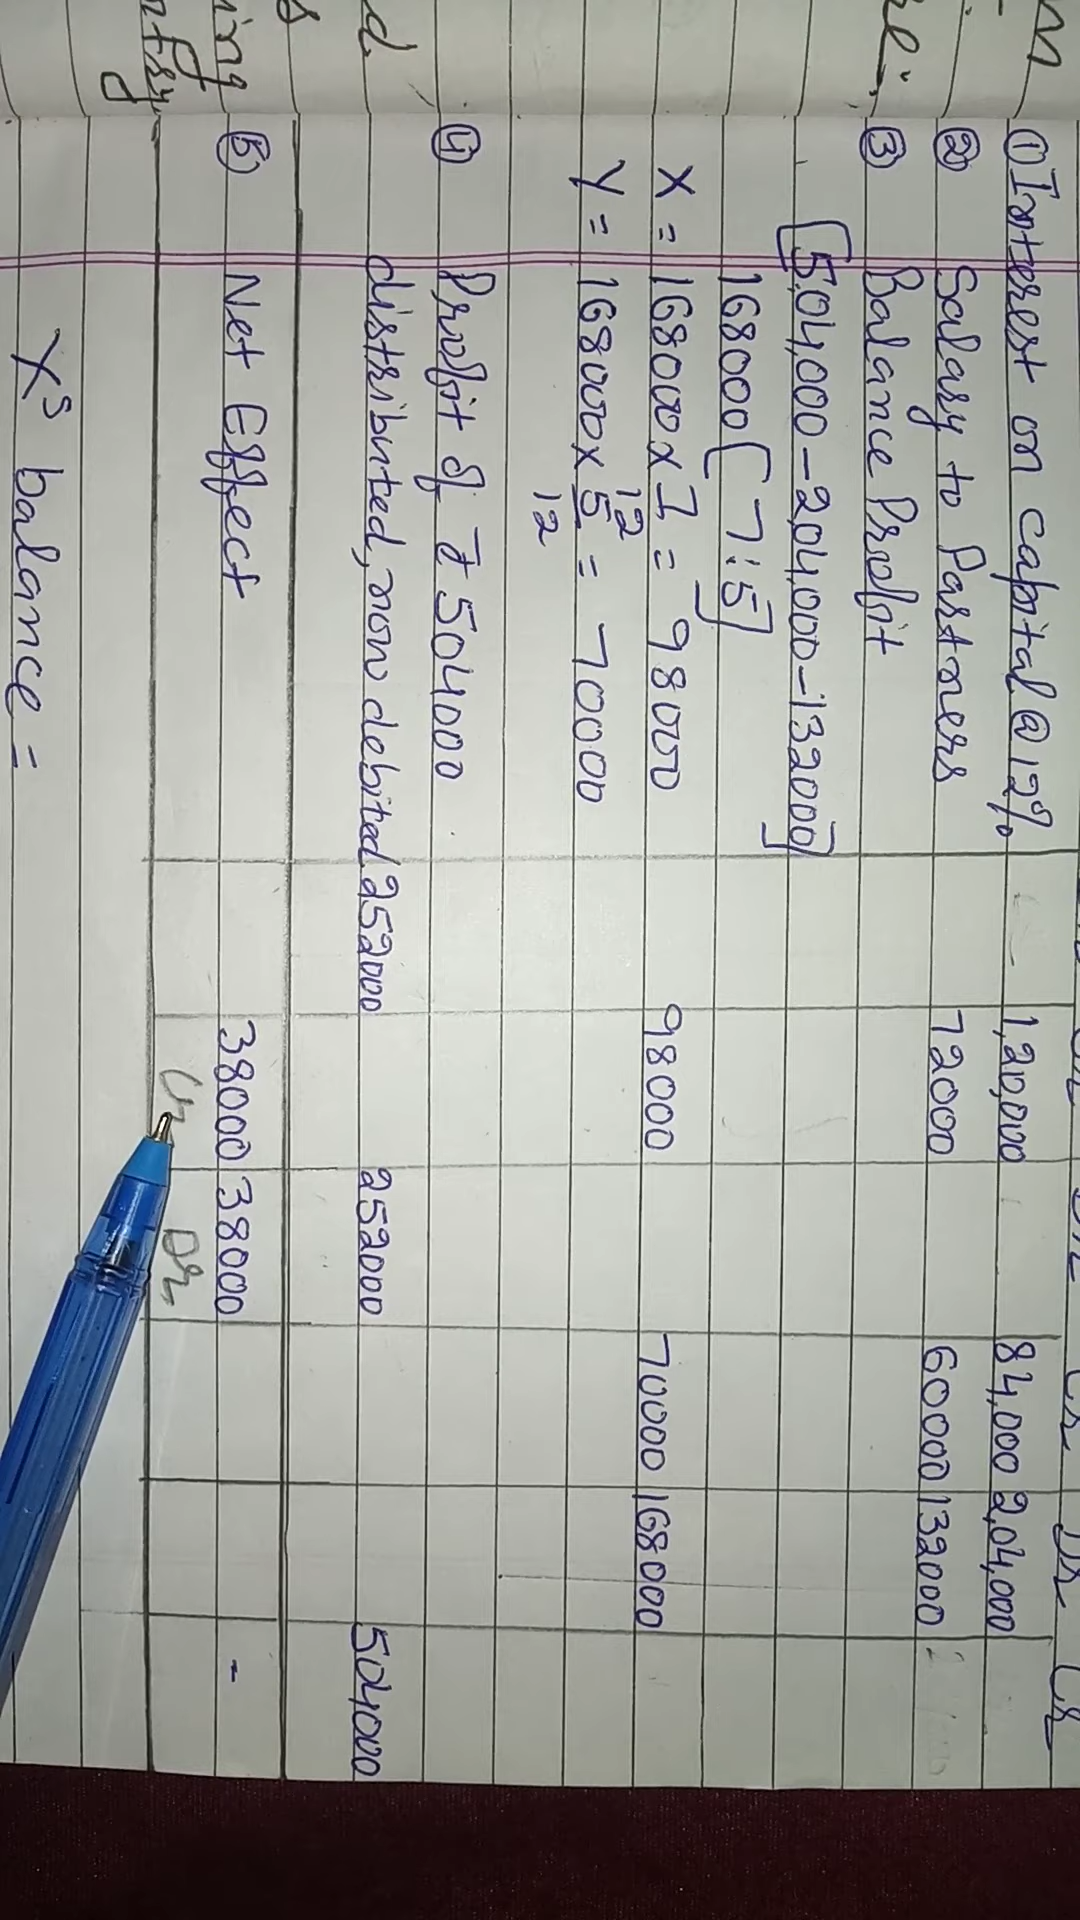 ① Interest on capital @ 12% 1,20,000 84,000 2,04,000
② Salary to Partners 72000 60000 132000
③ Balance Profit
[5,04,000-204,000-132000]
168000 [7:5]
X = 168000 x 7/12 = 98000 98000 70000 168000
Y = 168000 x 5/12 = 70000
④ Profit of ₹ 504000
distributed, now debited 252000 252000 504000
⑤ Net Effect 38000 38000 -
Cr Dr
X's balance =
d.
s
ing